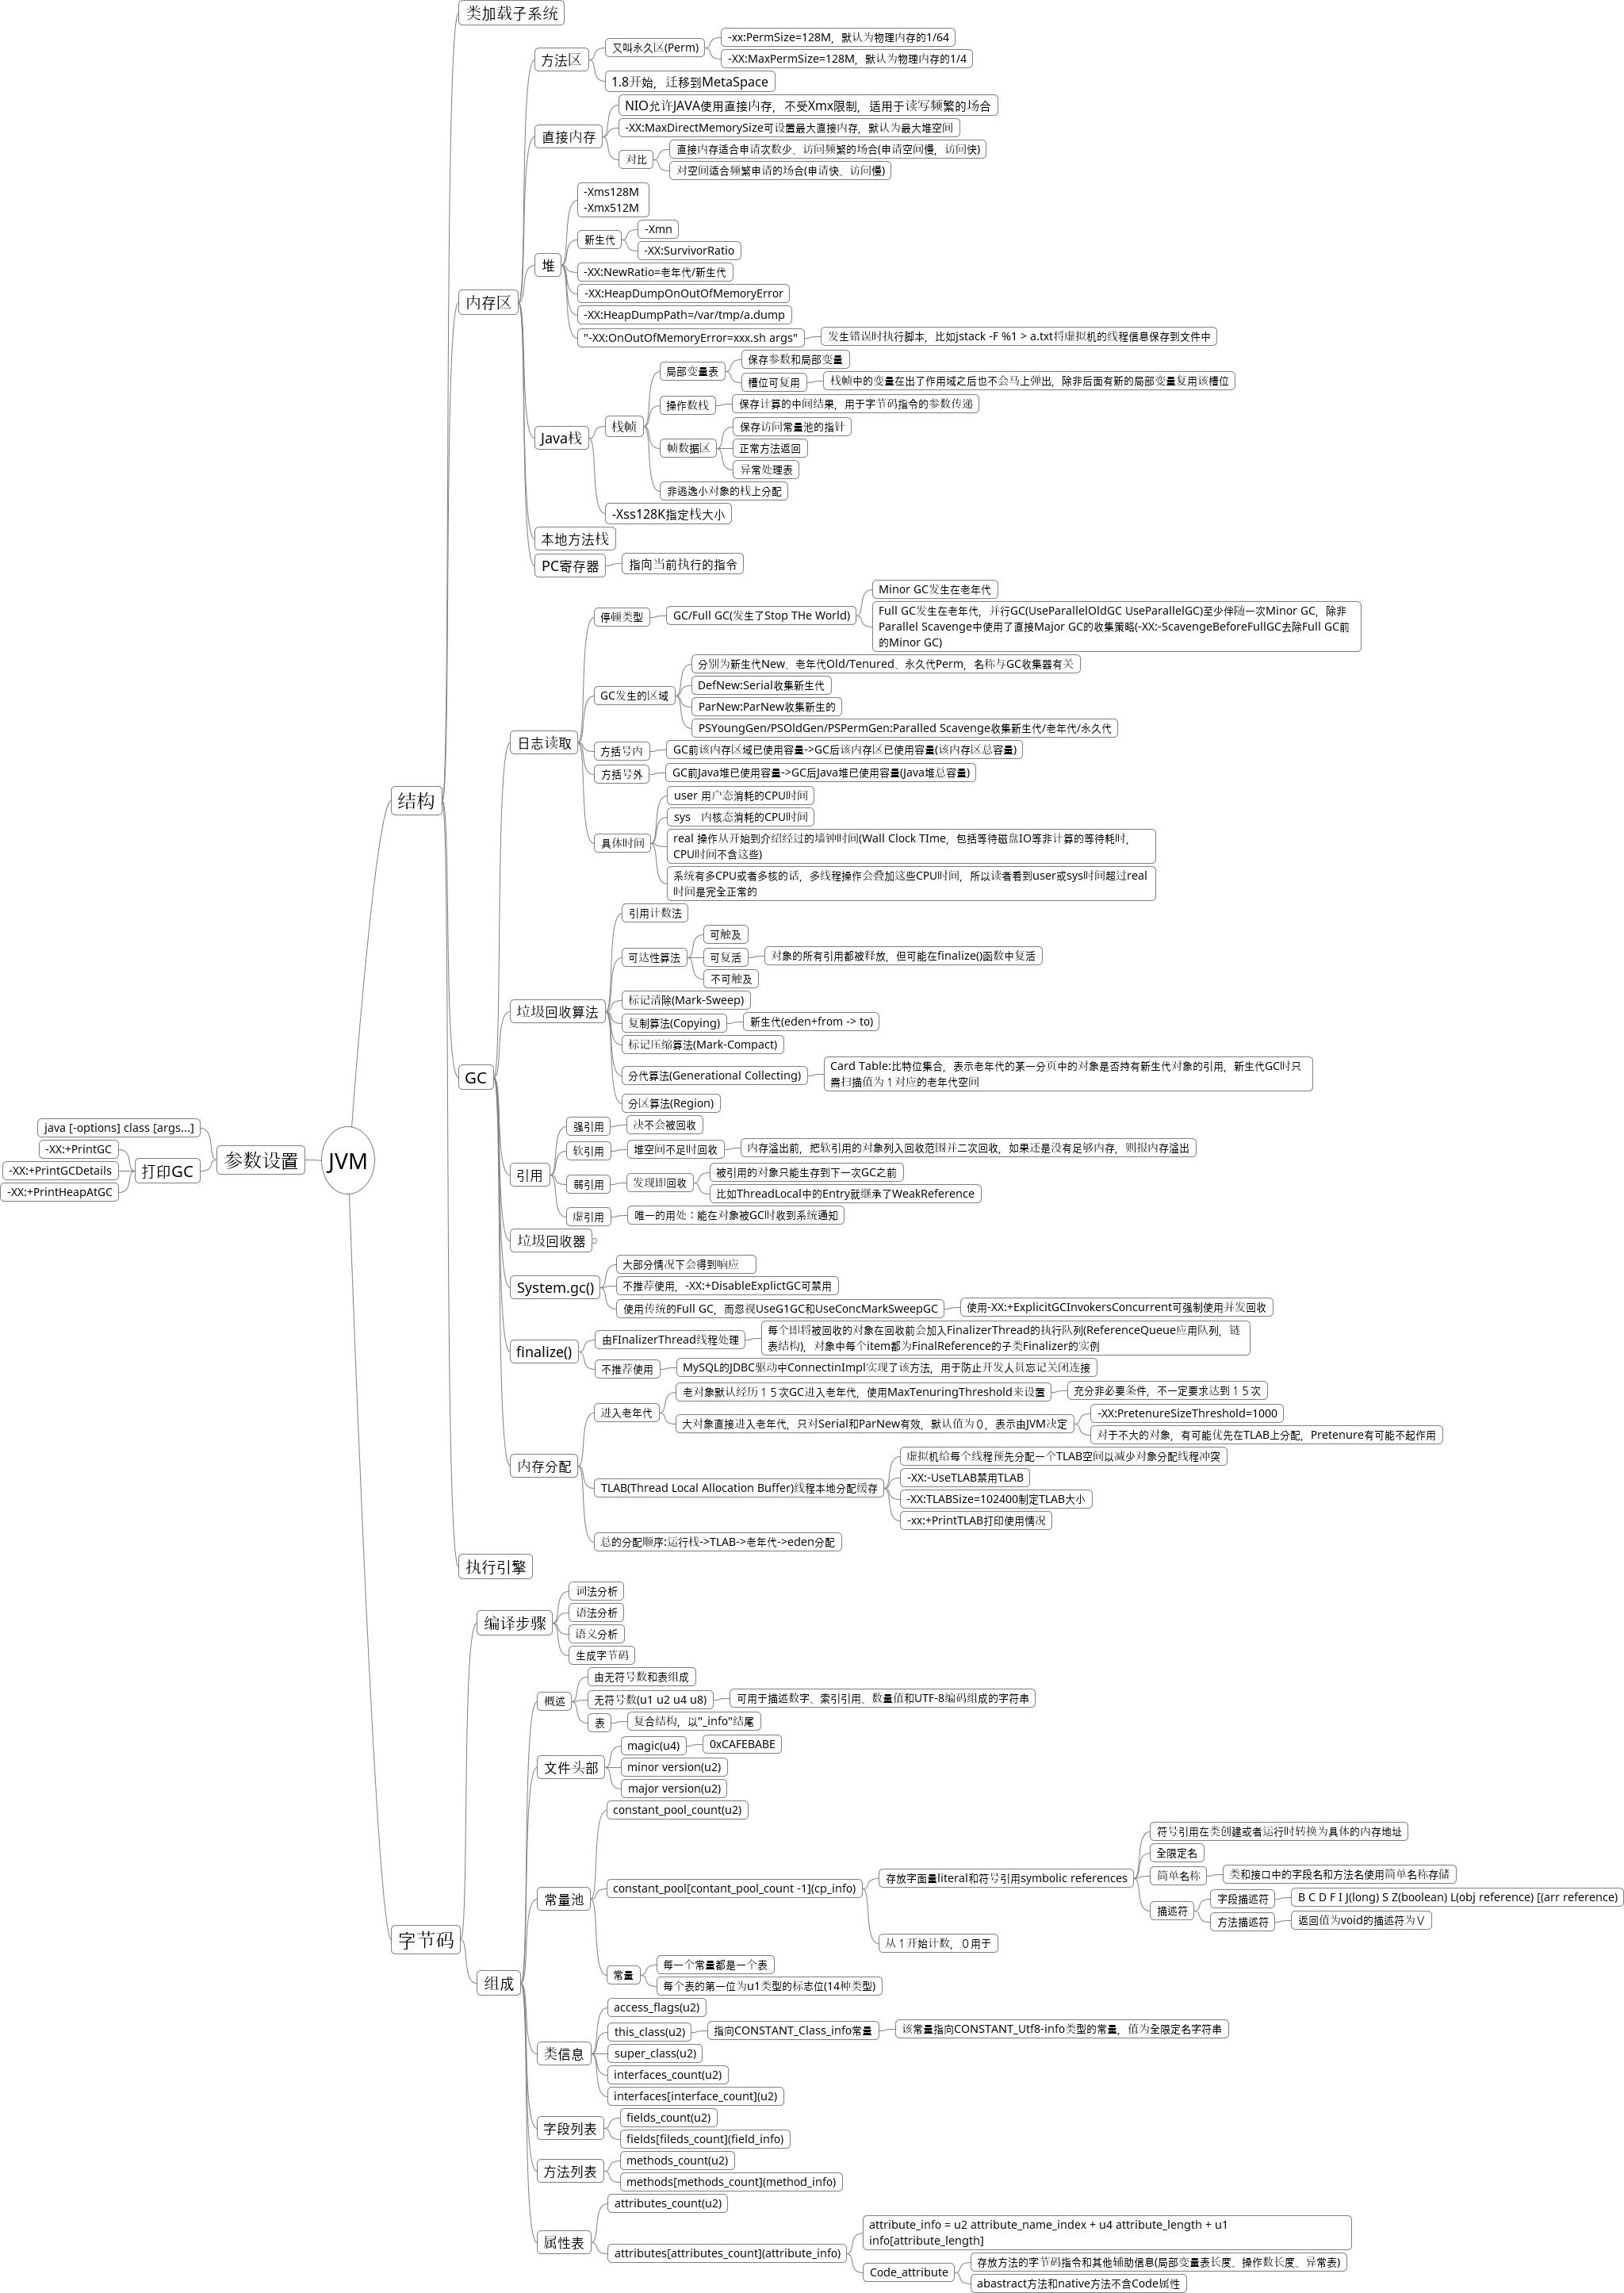 类加载子系统
方法区
又叫永久区(Perm)
-xx:PermSize=128M，默认为物理内存的1/64
-XX:MaxPermSize=128M，默认为物理内存的1/4
1.8开始，迁移到MetaSpace
直接内存
NIO允许JAVA使用直接内存，不受Xmx限制，适用于读写频繁的场合
-XX:MaxDirectMemorySize可设置最大直接内存，默认为最大堆空间
对比
直接内存适合申请次数少、访问频繁的场合(申请空间慢，访问快)
对空间适合频繁申请的场合(申请快、访问慢)
内存区
堆
-Xms128M
-Xmx512M
新生代
-Xmn
-XX:SurvivorRatio
-XX:NewRatio=老年代/新生代
-XX:HeapDumpOnOutOfMemoryError
-XX:HeapDumpPath=/var/tmp/a.dump
"-XX:OnOutOfMemoryError=xxx.sh args"
发生错误时执行脚本，比如jstack -F %1 > a.txt将虚拟机的线程信息保存到文件中
Java栈
栈帧
局部变量表
保存参数和局部变量
槽位可复用
栈帧中的变量在出了作用域之后也不会马上弹出，除非后面有新的局部变量复用该槽位
操作数栈
保存计算的中间结果，用于字节码指令的参数传递
帧数据区
保存访问常量池的指针
正常方法返回
异常处理表
非逃逸小对象的栈上分配
-Xss128K指定栈大小
本地方法栈
PC寄存器
指向当前执行的指令
结构
GC
日志读取
停顿类型
GC/Full GC(发生了Stop THe World)
Minor GC发生在老年代
Full GC发生在老年代，并行GC(UseParallelOldGC UseParallelGC)至少伴随一次Minor GC，除非
Parallel Scavenge中使用了直接Major GC的收集策略(-XX:-ScavengeBeforeFullGC去除Full GC前
的Minor GC)
GC发生的区域
分别为新生代New、老年代Old/Tenured、永久代Perm，名称与GC收集器有关
DefNew:Serial收集新生代
ParNew:ParNew收集新生的
PSYoungGen/PSOldGen/PSPermGen:Paralled Scavenge收集新生代/老年代/永久代
方括号内
GC前该内存区域已使用容量->GC后该内存区已使用容量(该内存区总容量)
方括号外
GC前Java堆已使用容量->GC后Java堆已使用容量(Java堆总容量)
具体时间
user 用户态消耗的CPU时间
sys 内核态消耗的CPU时间
real 操作从开始到介绍经过的墙钟时间(Wall Clock TIme，包括等待磁盘IO等非计算的等待耗时，
CPU时间不含这些)
系统有多CPU或者多核的话，多线程操作会叠加这些CPU时间，所以读者看到user或sys时间超过real
时间是完全正常的
垃圾回收算法
引用计数法
可达性算法
可触及
可复活
对象的所有引用都被释放，但可能在finalize()函数中复活
不可触及
标记清除(Mark-Sweep)
复制算法(Copying)
新生代(eden+from -> to)
标记压缩算法(Mark-Compact)
分代算法(Generational Collecting)
Card Table:比特位集合，表示老年代的某一分页中的对象是否持有新生代对象的引用，新生代GC时只
需扫描值为１对应的老年代空间
分区算法(Region)
引用
强引用
决不会被回收
软引用
堆空间不足时回收
内存溢出前，把软引用的对象列入回收范围并二次回收，如果还是没有足够内存，则报内存溢出
弱引用
发现即回收
被引用的对象只能生存到下一次GC之前
比如ThreadLocal中的Entry就继承了WeakReference
虚引用
唯一的用处：能在对象被GC时收到系统通知
垃圾回收器
System.gc()
大部分情况下会得到响应
不推荐使用，-XX:+DisableExplictGC可禁用
使用传统的Full GC，而忽视UseG1GC和UseConcMarkSweepGC
使用-XX:+ExplicitGCInvokersConcurrent可强制使用并发回收
finalize()
由FInalizerThread线程处理
每个即将被回收的对象在回收前会加入FinalizerThread的执行队列(ReferenceQueue应用队列，链
表结构)，对象中每个item都为FinalReference的子类Finalizer的实例
不推荐使用
MySQL的JDBC驱动中ConnectinImpl实现了该方法，用于防止开发人员忘记关闭连接
内存分配
进入老年代
老对象默认经历１５次GC进入老年代，使用MaxTenuringThreshold来设置
充分非必要条件，不一定要求达到１５次
大对象直接进入老年代，只对Serial和ParNew有效，默认值为０，表示由JVM决定
-XX:PretenureSizeThreshold=1000
对于不大的对象，有可能优先在TLAB上分配，Pretenure有可能不起作用
TLAB(Thread Local Allocation Buffer)线程本地分配缓存
虚拟机给每个线程预先分配一个TLAB空间以减少对象分配线程冲突
-XX:-UseTLAB禁用TLAB
-XX:TLABSize=102400制定TLAB大小
-xx:+PrintTLAB打印使用情况
总的分配顺序:运行栈->TLAB->老年代->eden分配
执行引擎
JVM
参数设置
java [-options] class [args...]
打印GC
-XX:+PrintGC
-XX:+PrintGCDetails
-XX:+PrintHeapAtGC
字节码
编译步骤
词法分析
语法分析
语义分析
生成字节码
组成
概述
由无符号数和表组成
无符号数(u1 u2 u4 u8)
可用于描述数字、索引引用、数量值和UTF-8编码组成的字符串
表
复合结构，以"_info"结尾
文件头部
magic(u4)
0xCAFEBABE
minor version(u2)
major version(u2)
常量池
constant_pool_count(u2)
constant_pool[contant_pool_count -1](cp_info)
存放字面量literal和符号引用symbolic references
符号引用在类创建或者运行时转换为具体的内存地址
全限定名
简单名称
类和接口中的字段名和方法名使用简单名称存储
描述符
字段描述符
B C D F I J(long) S Z(boolean) L(obj reference) [(arr reference)
方法描述符
返回值为void的描述符为Ｖ
从１开始计数，０用于
常量
每一个常量都是一个表
每个表的第一位为u1类型的标志位(14种类型)
类信息
access_flags(u2)
this_class(u2)
指向CONSTANT_Class_info常量
该常量指向CONSTANT_Utf8-info类型的常量，值为全限定名字符串
super_class(u2)
interfaces_count(u2)
interfaces[interface_count](u2)
字段列表
fields_count(u2)
fields[fileds_count](field_info)
方法列表
methods_count(u2)
methods[methods_count](method_info)
属性表
attributes_count(u2)
attributes[attributes_count](attribute_info)
attribute_info = u2 attribute_name_index + u4 attribute_length + u1
info[attribute_length]
Code_attribute
存放方法的字节码指令和其他辅助信息(局部变量表长度、操作数长度、异常表)
abastract方法和native方法不含Code属性